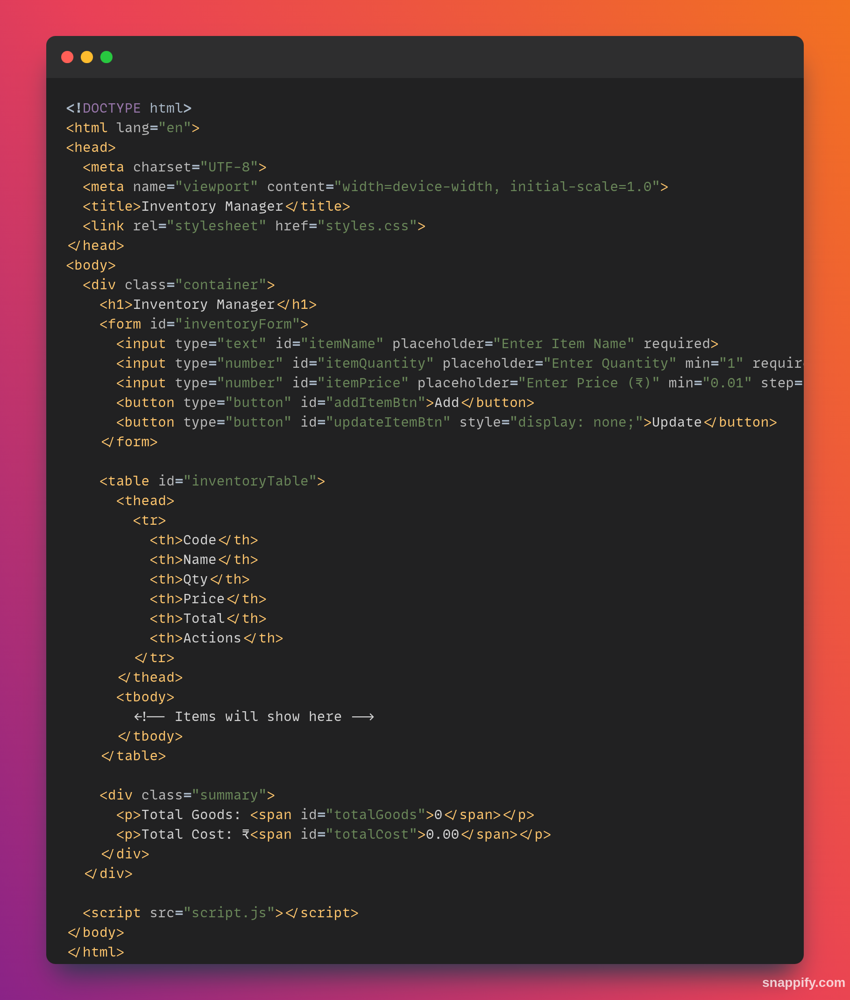 <!DOCTYPE html>
<html lang="en">
<head>
  <meta charset="UTF-8">
  <meta name="viewport" content="width=device-width, initial-scale=1.0">
  <title>Inventory Manager</title>
  <link rel="stylesheet" href="styles.css">
</head>
<body>
  <div class="container">
    <h1>Inventory Manager</h1>
    <form id="inventoryForm">
      <input type="text" id="itemName" placeholder="Enter Item Name" required>
      <input type="number" id="itemQuantity" placeholder="Enter Quantity" min="1" requir
      <input type="number" id="itemPrice" placeholder="Enter Price (₹)" min="0.01" step=
      <button type="button" id="addItemBtn">Add</button>
      <button type="button" id="updateItemBtn" style="display: none;">Update</button>
    </form>

    <table id="inventoryTable">
      <thead>
        <tr>
          <th>Code</th>
          <th>Name</th>
          <th>Qty</th>
          <th>Price</th>
          <th>Total</th>
          <th>Actions</th>
        </tr>
      </thead>
      <tbody>
        <!-- Items will show here -->
      </tbody>
    </table>

    <div class="summary">
      <p>Total Goods: <span id="totalGoods">0</span></p>
      <p>Total Cost: ₹<span id="totalCost">0.00</span></p>
    </div>
  </div>

  <script src="script.js"></script>
</body>
</html>
snappify.com